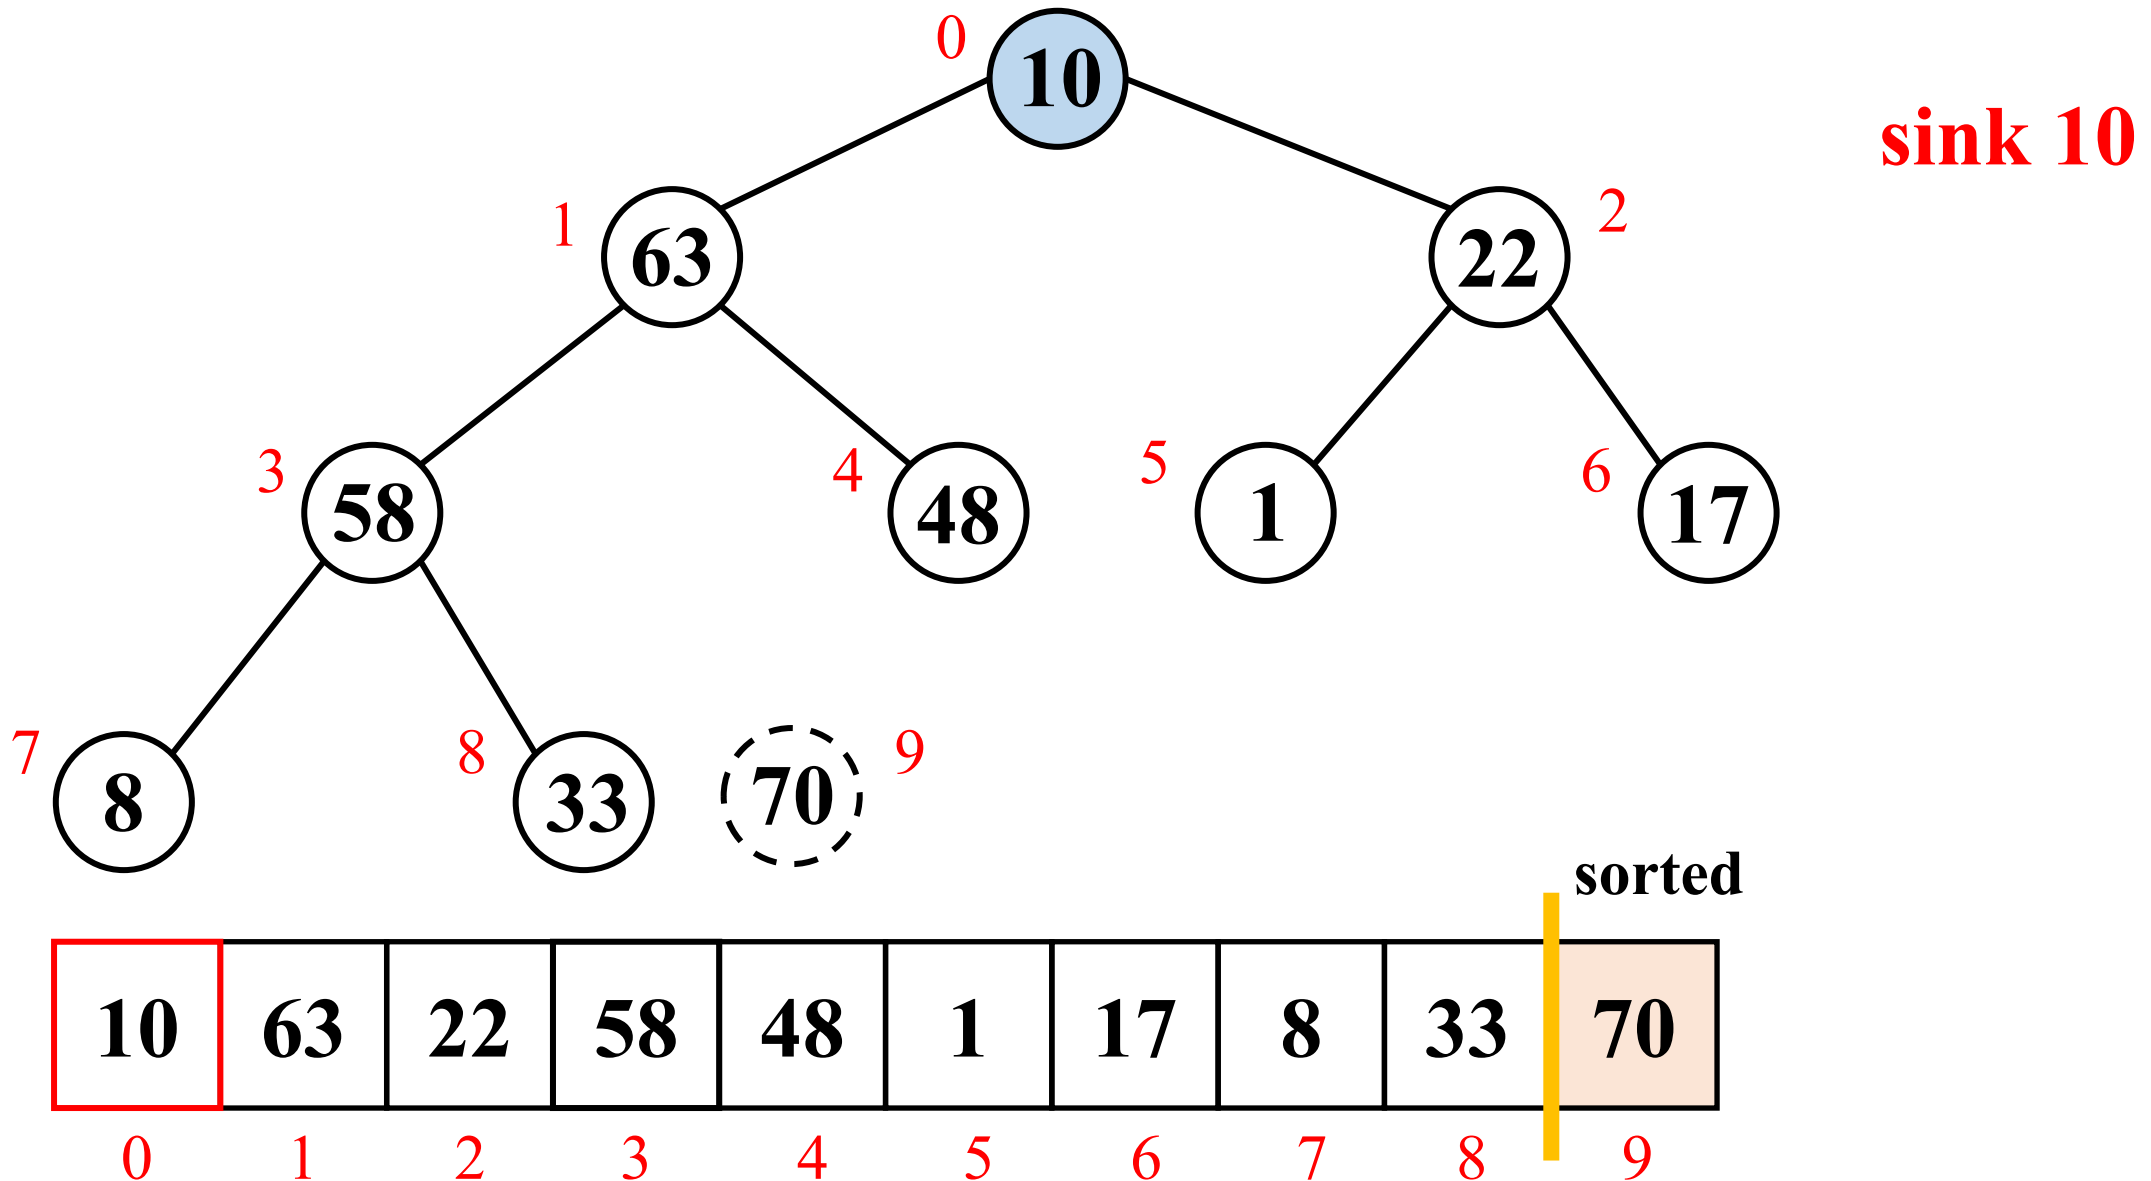 0 10
sink 10
1 63 22 2
3 58 4 48 5 1 6 17
7 8 8 33 70 9
sorted
10 63 22 58 48 1 17 8 33 70
0 1 2 3 4 5 6 7 8 9